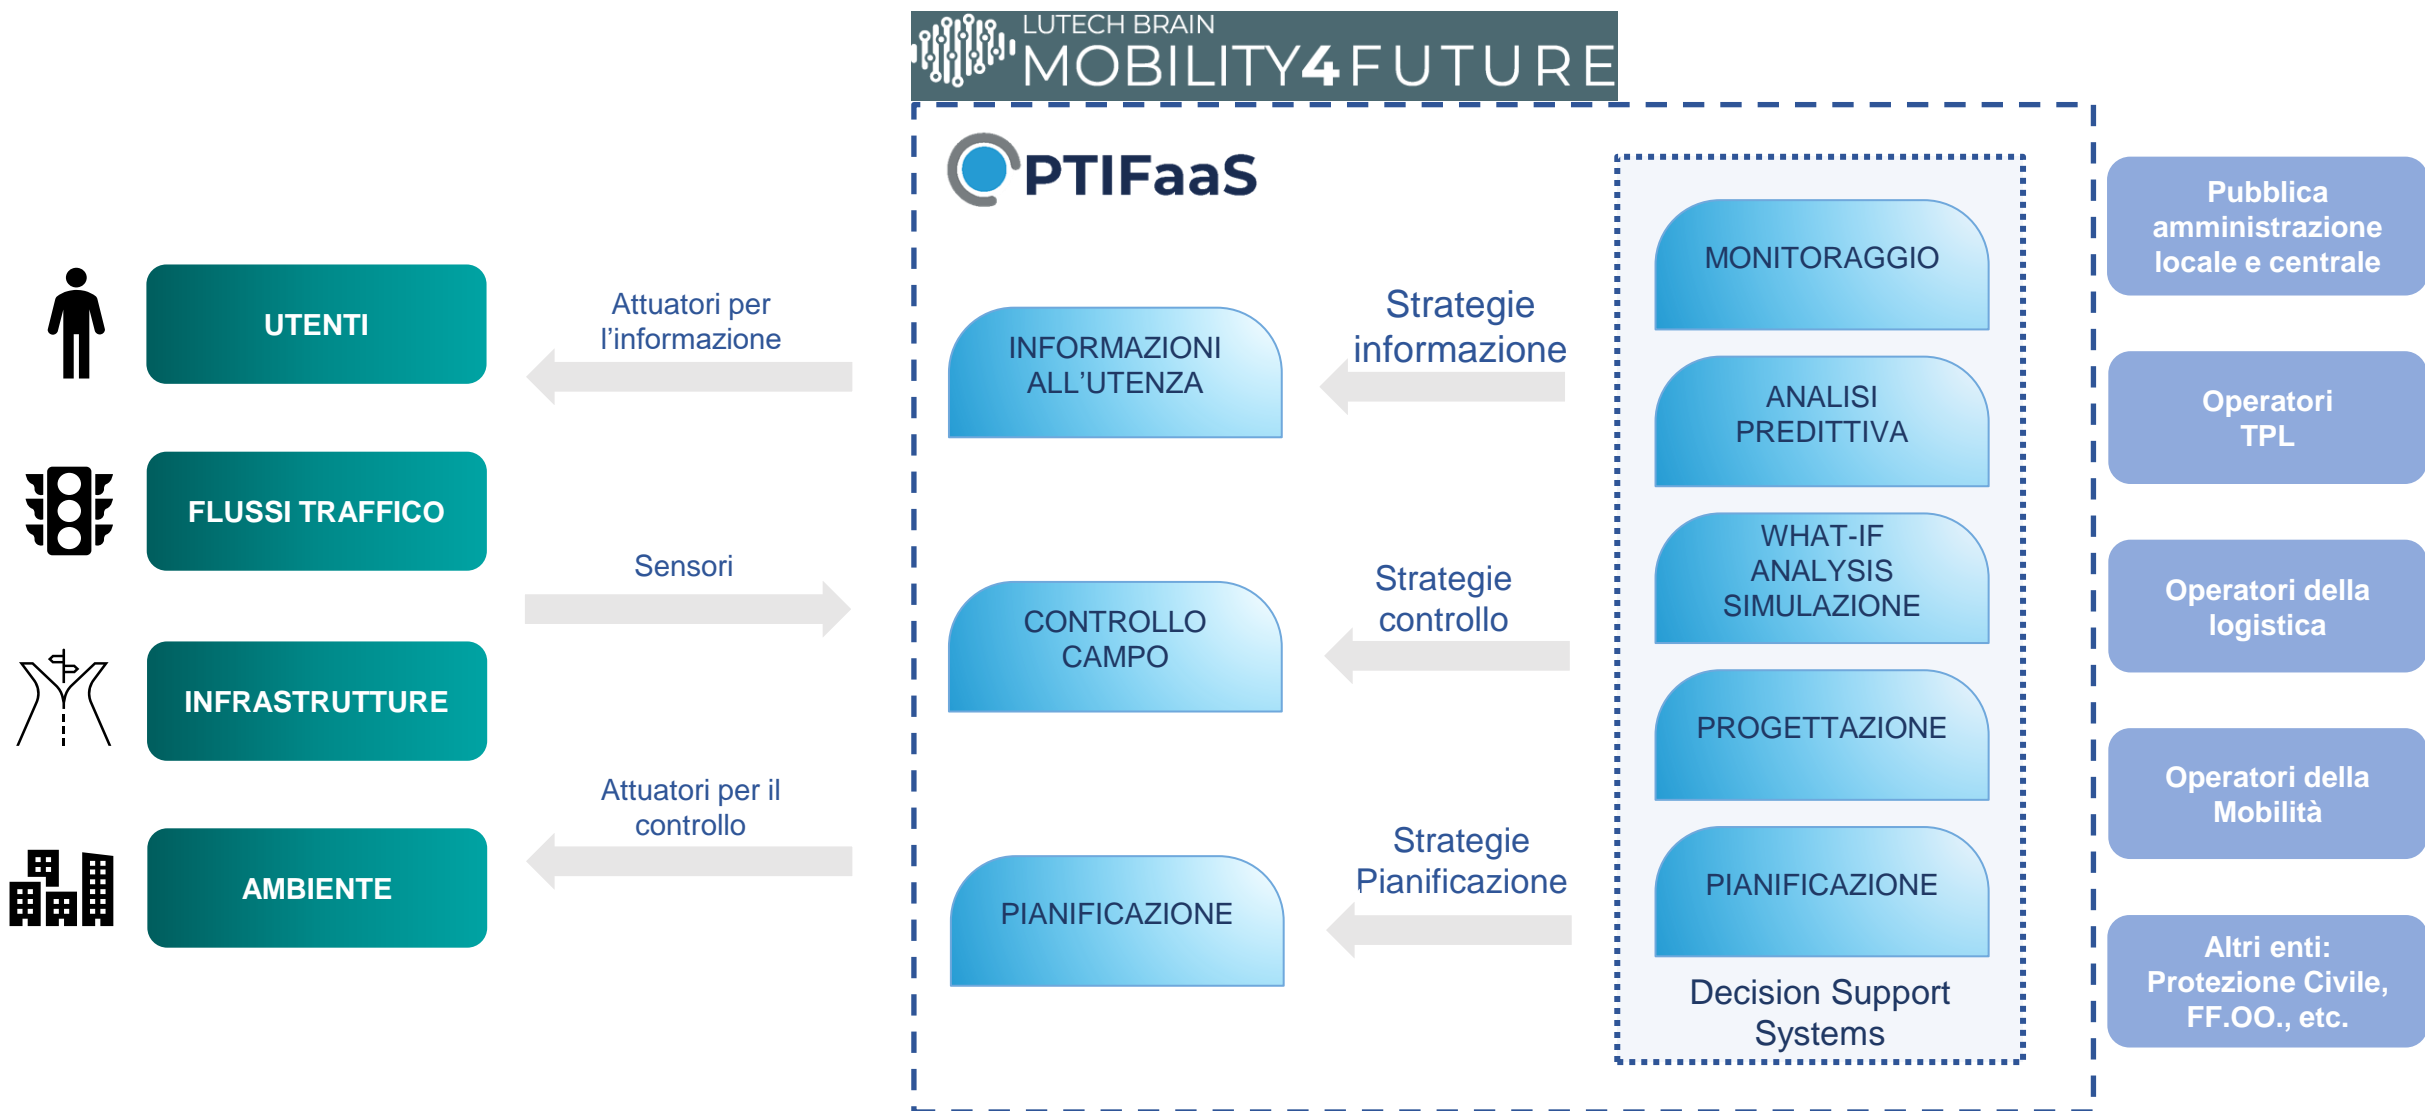 LUTECH BRAIN
MOBILITY4FUTURE
OPTIFaaS
UTENTI
FLUSSI TRAFFICO
INFRASTRUTTURE
AMBIENTE
Attuatori per
l’informazione
Sensori
Attuatori per il
controllo
INFORMAZIONI
ALL’UTENZA
CONTROLLO
CAMPO
PIANIFICAZIONE
Strategie
informazione
Strategie
controllo
Strategie
Pianificazione
MONITORAGGIO
ANALISI
PREDITTIVA
WHAT-IF
ANALYSIS
SIMULAZIONE
PROGETTAZIONE
PIANIFICAZIONE
Decision Support
Systems
Pubblica
amministrazione
locale e centrale
Operatori
TPL
Operatori della
logistica
Operatori della
Mobilità
Altri enti:
Protezione Civile,
FF.OO., etc.